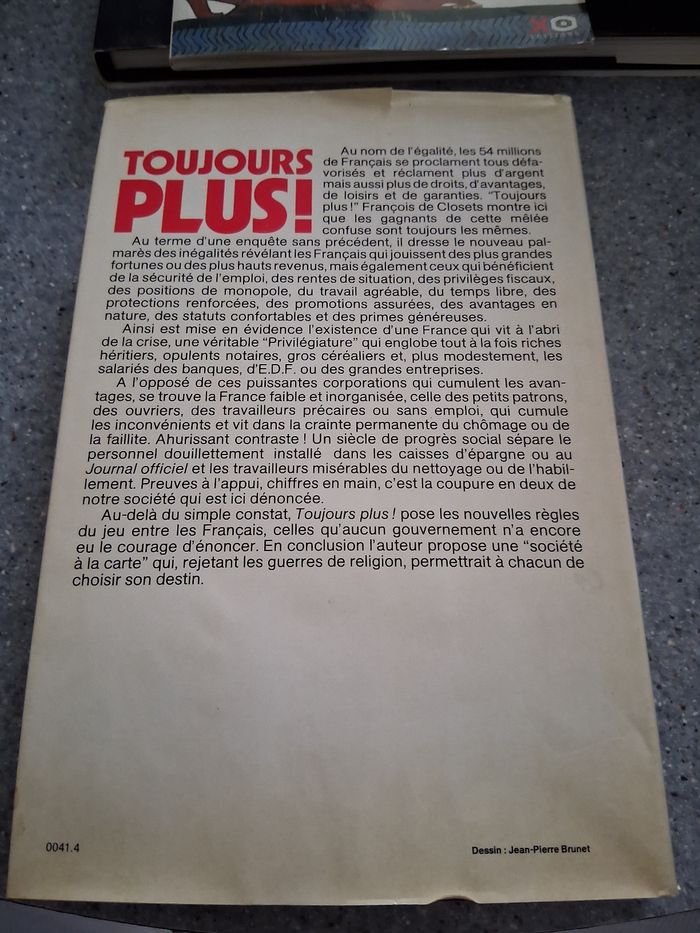 TOUJOURS
PLUS!
Au nom de l'égalité, les 54 millions
de Français se proclament tous défa-
vorisés et réclament plus d'argent
mais aussi plus de droits, d'avantages,
de loisirs et de garanties. "Toujours
plus !" François de Closets montre ici
que les gagnants de cette mêlée
confuse sont toujours les mêmes.
Au terme d'une enquête sans précédent, il dresse le nouveau pal-
marès des inégalités révélant les Français qui jouissent des plus grandes
fortunes ou des plus hauts revenus, mais également ceux qui bénéficient
de la sécurité de l'emploi, des rentes de situation, des privilèges fiscaux,
des positions de monopole, du travail agréable, du temps libre, des
protections renforcées, des promotions assurées, des avantages en
nature, des statuts confortables et des primes généreuses.
Ainsi est mise en évidence l'existence d'une France qui vit à l'abri
de la crise, une véritable "Privilégiature" qui englobe tout à la fois riches
héritiers, opulents notaires, gros céréaliers et, plus modestement, les
salariés des banques, d'E.D.F. ou des grandes entreprises.
A l'opposé de ces puissantes corporations qui cumulent les avan-
tages, se trouve la France faible et inorganisée, celle des petits patrons,
des ouvriers, des travailleurs précaires ou sans emploi, qui cumule
les inconvénients et vit dans la crainte permanente du chômage ou de
la faillite. Ahurissant contraste ! Un siècle de progrès social sépare le
personnel douillettement installé dans les caisses d'épargne ou au
Journal officiel et les travailleurs misérables du nettoyage ou de l'habil-
lement. Preuves à l'appui, chiffres en main, c'est la coupure en deux de
notre société qui est ici dénoncée.
Au-delà du simple constat, Toujours plus ! pose les nouvelles règles
du jeu entre les Français, celles qu'aucun gouvernement n'a encore
eu le courage d'énoncer. En conclusion l'auteur propose une "société
à la carte" qui, rejetant les guerres de religion, permettrait à chacun de
choisir son destin.
0041.4
Dessin : Jean-Pierre Brunet